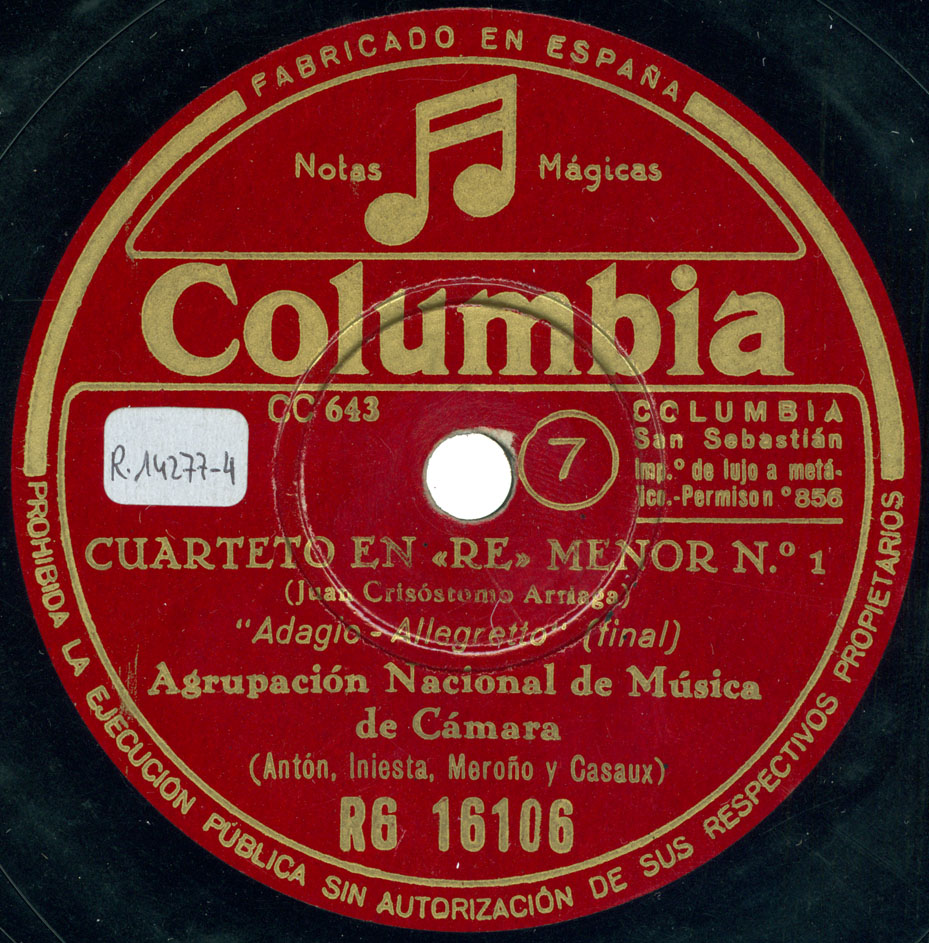 FABRICADO EN ESPAÑA
Notas Mágicas
Columbia
CC 643
R.14277-4
7
COLUMBIA
San Sebastián
Imp.º de lujo a metá-
lico.-Permiso nº 856
CUARTETO EN «RE» MENOR N.º 1
(Juan Crisóstomo Arriaga)
"Adagio - Allegretto" (final)
Agrupación Nacional de Música
de Cámara
(Antón, Iniesta, Meroño y Casaux)
RG 16106
PROHIBIDA LA EJECUCIÓN PÚBLICA SIN AUTORIZACIÓN DE SUS RESPECTIVOS PROPIETARIOS